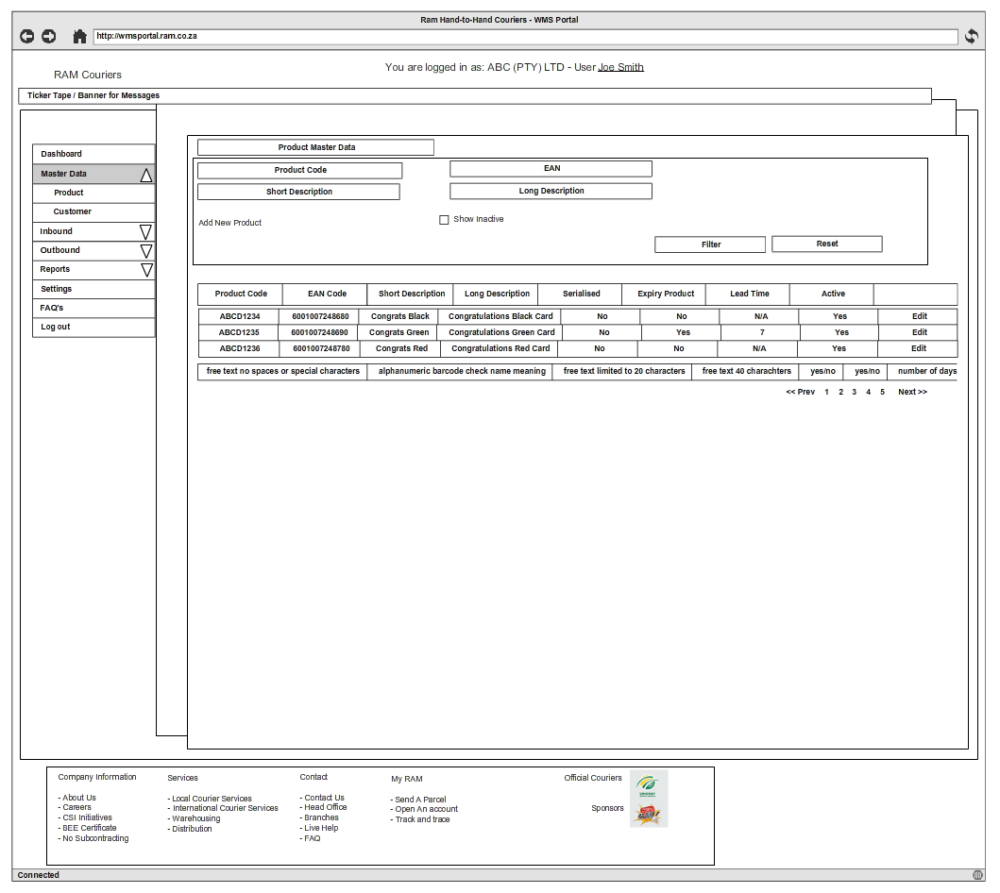 Ram Hand-to-Hand Couriers - WMS Portal
http://wmsportal.ram.co.za
You are logged in as: ABC (PTY) LTD - User Joe Smith
RAM Couriers
Ticker Tape / Banner for Messages
Dashboard
Master Data
Product
Customer
Inbound
Outbound
Reports
Settings
FAQ's
Log out
Product Master Data
Product Code EAN
Short Description Long Description
Add New Product Show Inactive
Filter Reset
Product Code EAN Code Short Description Long Description Serialised Expiry Product Lead Time Active
ABCD1234 6001007248680 Congrats Black Congratulations Black Card No No N/A Yes Edit
ABCD1235 6001007248690 Congrats Green Congratulations Green Card No Yes 7 Yes Edit
ABCD1236 6001007248780 Congrats Red Congratulations Red Card No No N/A Yes Edit
free text no spaces or special characters alphanumeric barcode check name meaning free text limited to 20 characters free text 40 charachters yes/no yes/no number of days
<< Prev 1 2 3 4 5 Next >>
Company Information
- About Us
- Careers
- CSI Initiatives
- BEE Certificate
- No Subcontracting
Services
- Local Courier Services
- International Courier Services
- Warehousing
- Distribution
Contact
- Contact Us
- Head Office
- Branches
- Live Help
- FAQ
My RAM
- Send A Parcel
- Open An account
- Track and trace
Official Couriers
Sponsors
Connected